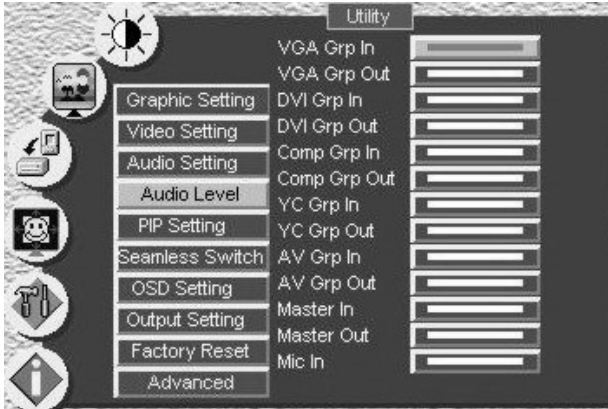 Utility
Graphic Setting
Video Setting
Audio Setting
Audio Level
PIP Setting
Seamless Switch
OSD Setting
Output Setting
Factory Reset
Advanced
VGA Grp In
VGA Grp Out
DVI Grp In
DVI Grp Out
Comp Grp In
Comp Grp Out
YC Grp In
YC Grp Out
AV Grp In
AV Grp Out
Master In
Master Out
Mic In